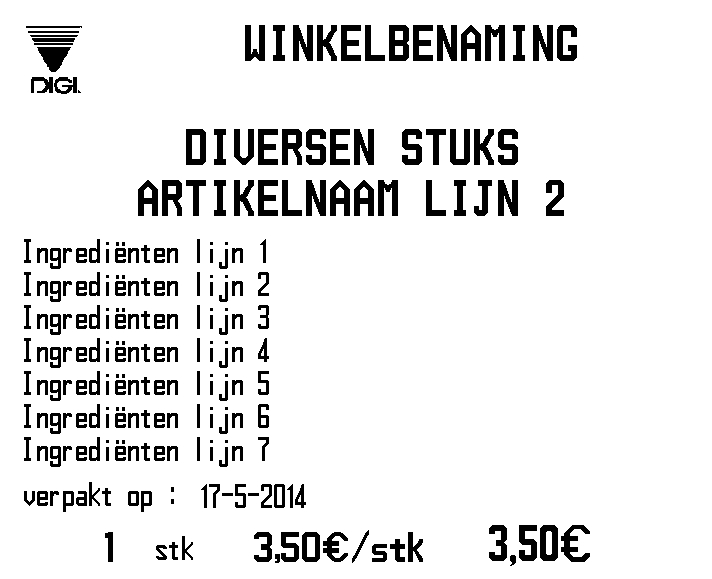 DIGI.
WINKELBENAMING
DIVERSEN STUKS
ARTIKELNAAM LIJN 2
Ingrediënten lijn 1
Ingrediënten lijn 2
Ingrediënten lijn 3
Ingrediënten lijn 4
Ingrediënten lijn 5
Ingrediënten lijn 6
Ingrediënten lijn 7
verpakt op : 17-5-2014
1 stk 3,50€/stk 3,50€